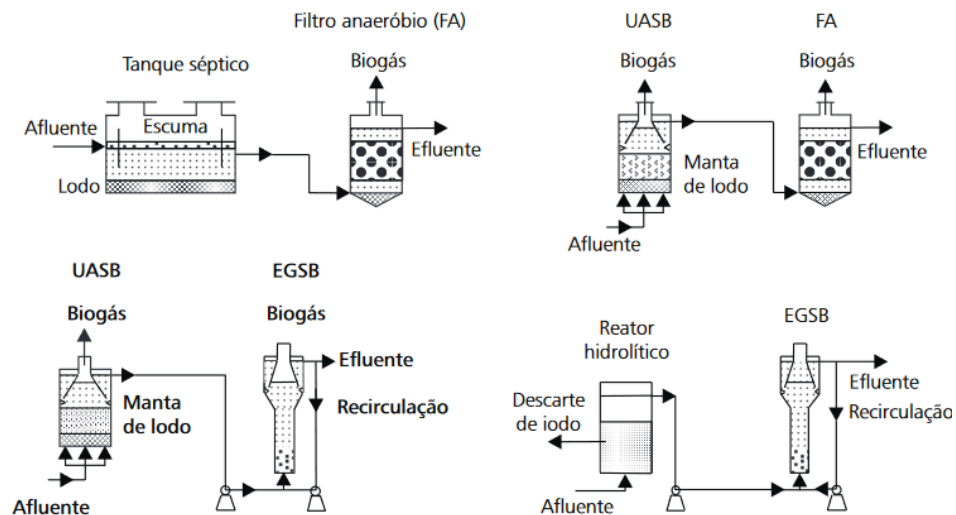 Filtro anaeróbio (FA)
Tanque séptico
Biogás
Afluente
Escuma
Efluente
Lodo
UASB
FA
Biogás
Biogás
Efluente
Manta
de lodo
Afluente
UASB
EGSB
Biogás
Biogás
Efluente
Recirculação
Manta
de lodo
Afluente
Reator
hidrolítico
EGSB
Efluente
Recirculação
Descarte
de iodo
Afluente